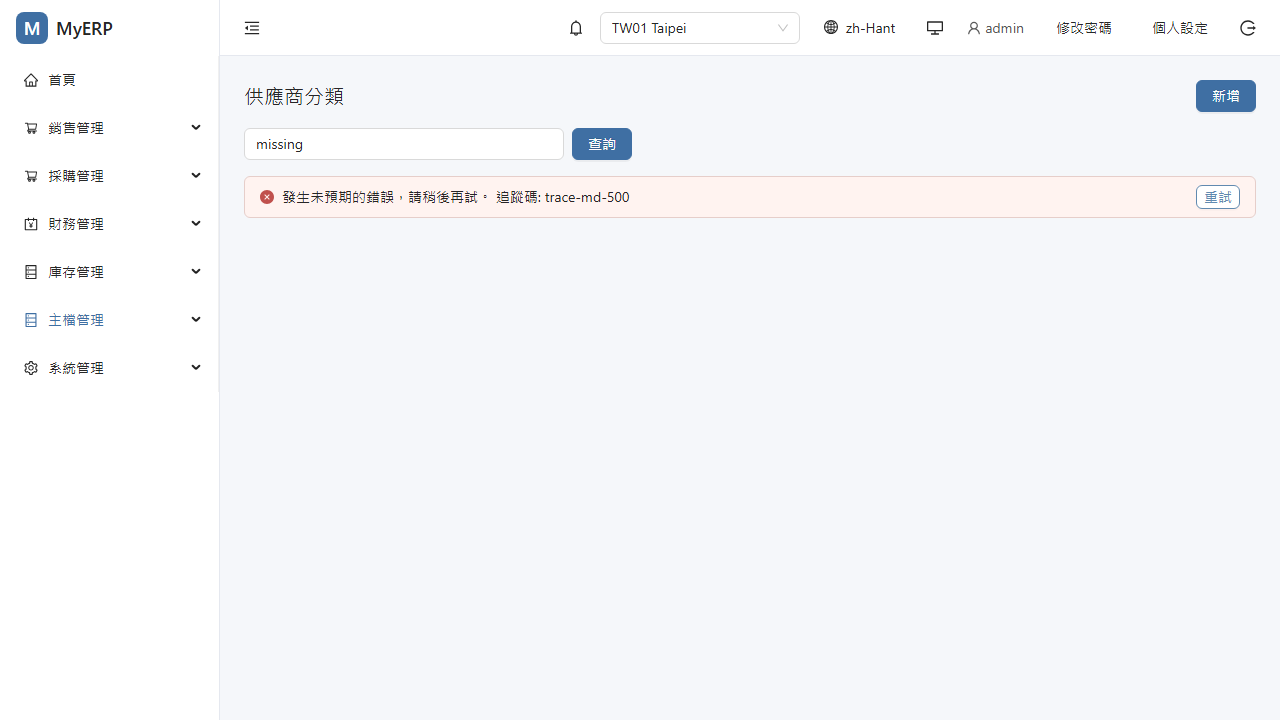 M MyERP
TW01 Taipei
zh-Hant
admin
修改密碼
個人設定
首頁
銷售管理
採購管理
財務管理
庫存管理
主檔管理
系統管理
供應商分類
新增
missing
查詢
發生未預期的錯誤，請稍後再試。 追蹤碼: trace-md-500
重試